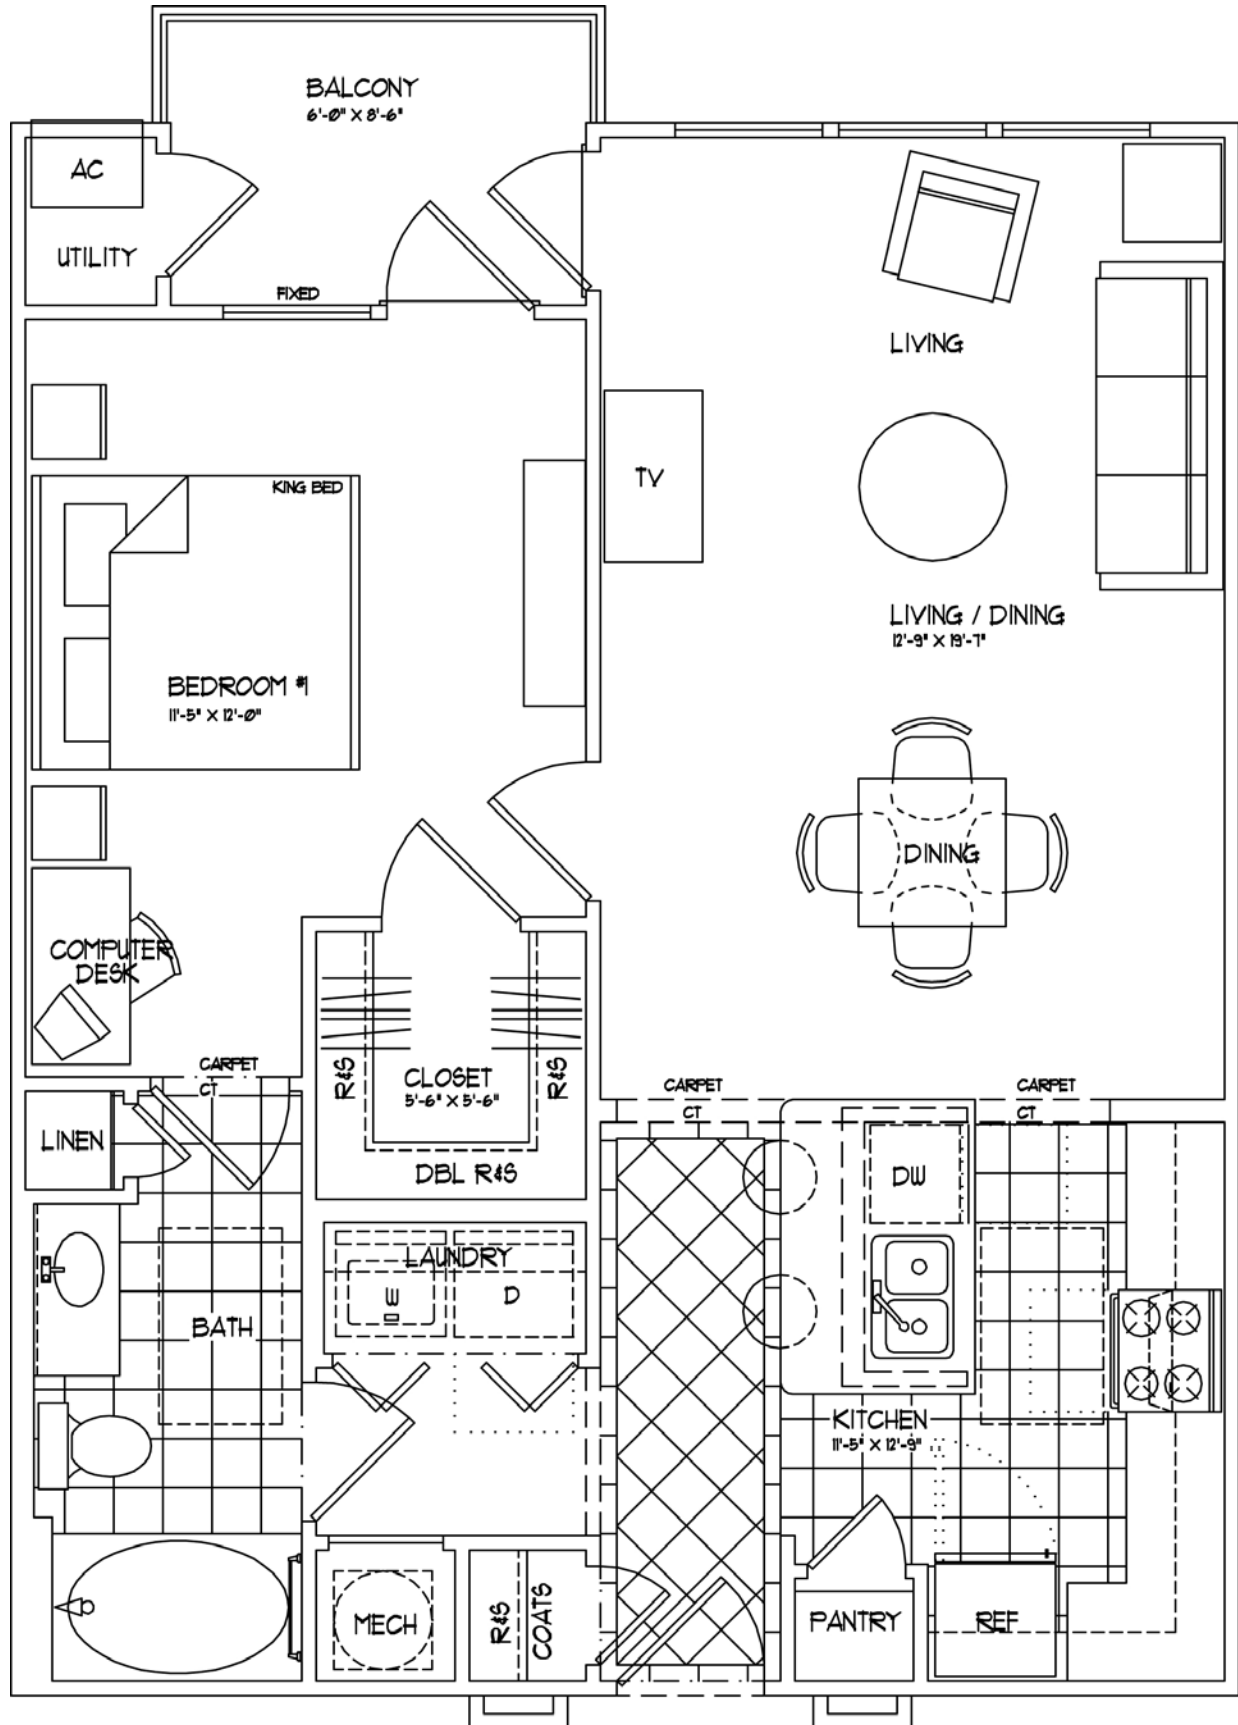 BALCONY
6'-0" X 8'-6"
AC
UTILITY
FIXED
LIVING
TV
KING BED
LIVING / DINING
12'-9" X 19'-7"
BEDROOM #1
11'-5" X 12'-0"
DINING
COMPUTER
DESK
CARPET
CT
R&S
CLOSET
5'-6" X 5'-6"
R&S
CARPET
CT
CARPET
CT
LINEN
DBL R&S
DW
LAUNDRY
W
D
BATH
KITCHEN
11'-5" X 12'-9"
MECH
R&S
COATS
PANTRY
REF